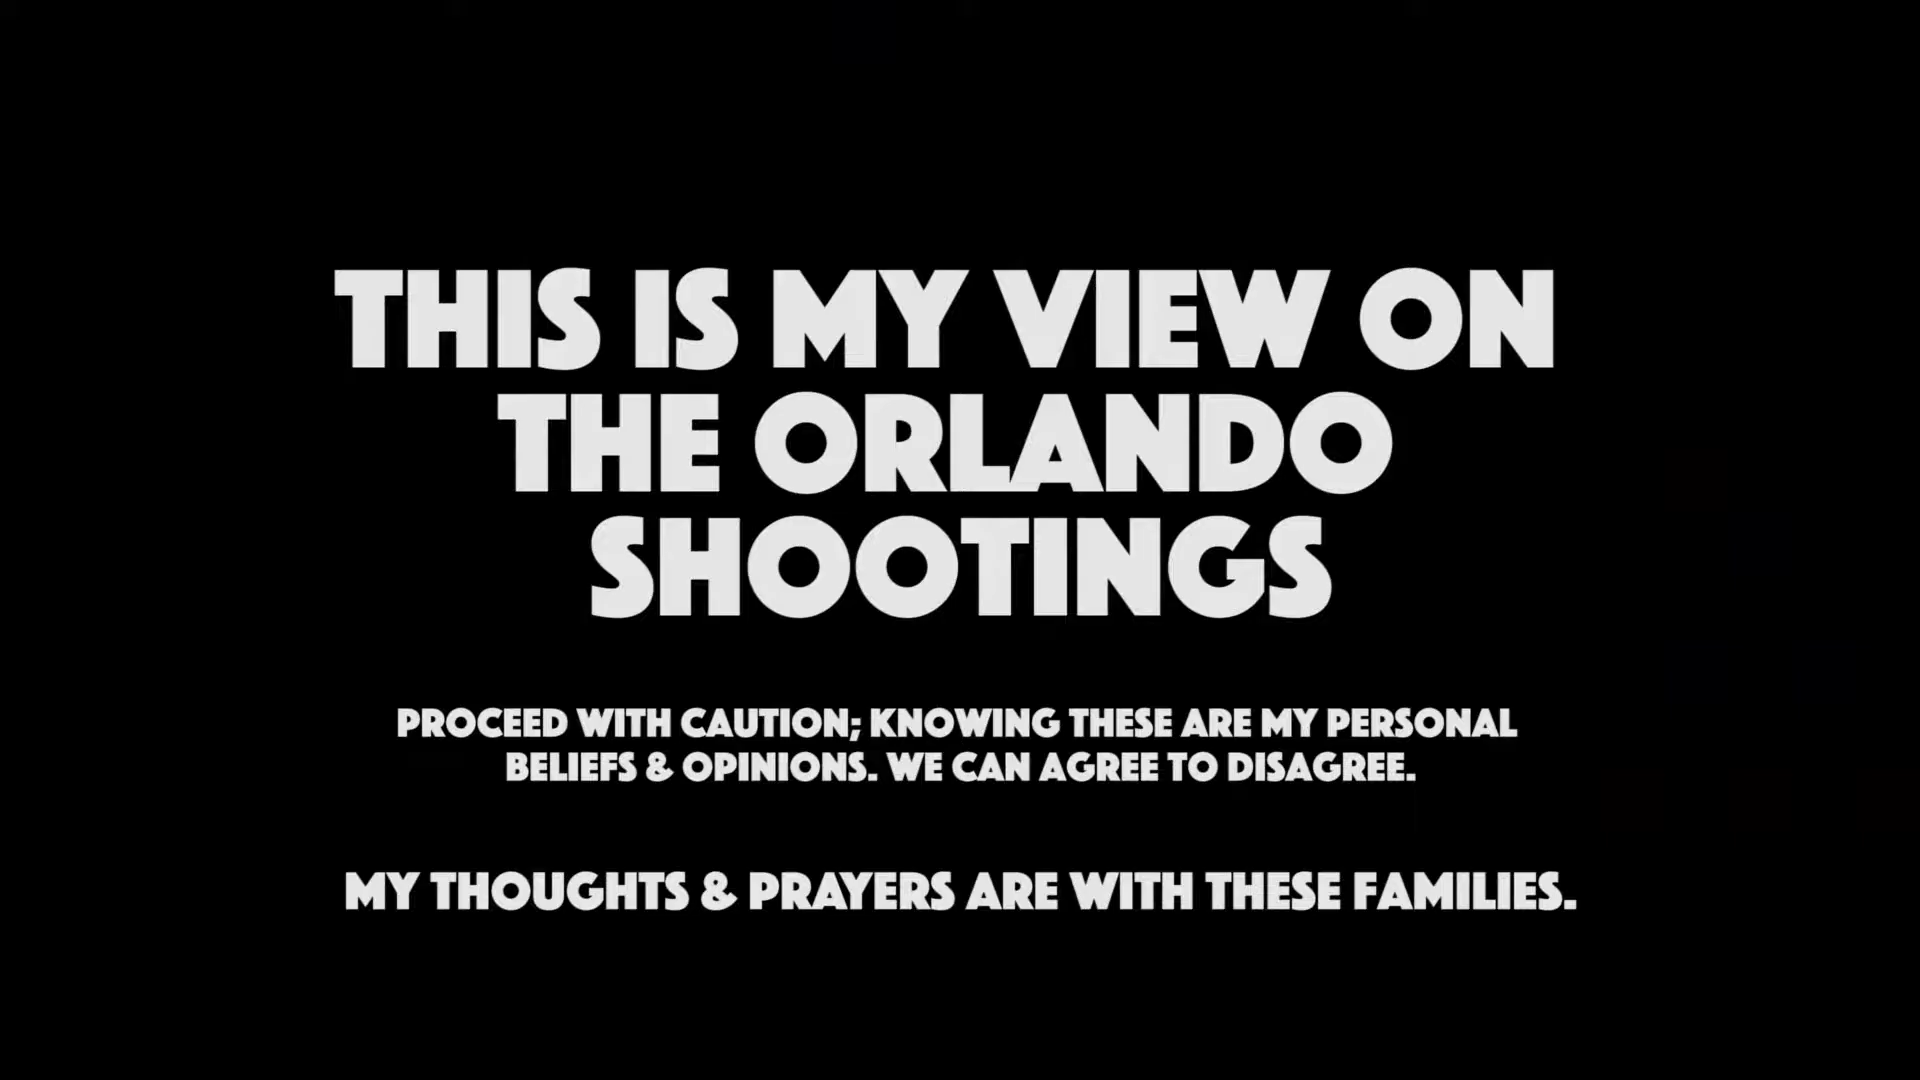 THIS IS MY VIEW ON
THE ORLANDO
SHOOTINGS
PROCEED WITH CAUTION; KNOWING THESE ARE MY PERSONAL
BELIEFS & OPINIONS. WE CAN AGREE TO DISAGREE.
MY THOUGHTS & PRAYERS ARE WITH THESE FAMILIES.